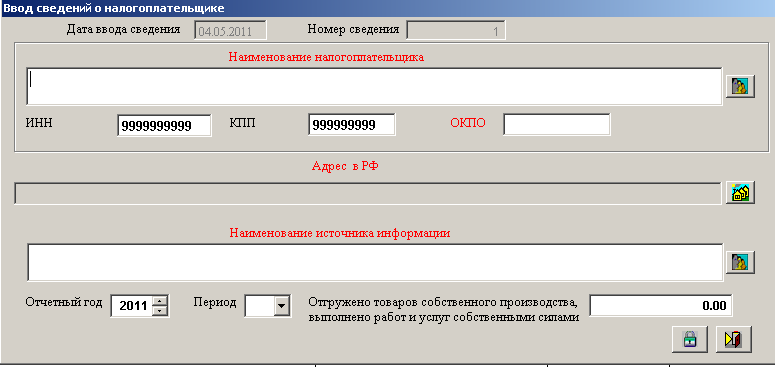 Ввод сведений о налогоплательщике
Дата ввода сведения 04.05.2011 Номер сведения 1
Наименование налогоплательщика
ИНН 9999999999 КПП 999999999 ОКПО
Адрес в РФ
Наименование источника информации
Отчетный год 2011 Период Отгружено товаров собственного производства, 0.00
выполнено работ и услуг собственными силами